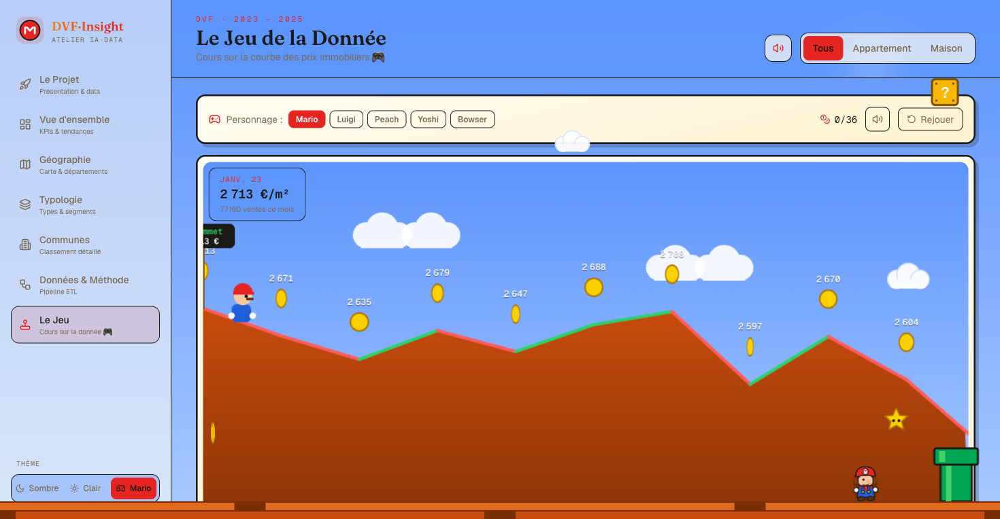 DVF·Insight
ATELIER IA·DATA
Le Projet
Présentation & data
Vue d'ensemble
KPIs & tendances
Géographie
Carte & départements
Typologie
Types & segments
Communes
Classement détaillé
Données & Méthode
Pipeline ETL
Le Jeu
Cours sur la donnée 🎮
THÈME
Sombre
Clair
Mario
DVF · 2023 – 2025
Le Jeu de la Donnée
Cours sur la courbe des prix immobiliers 🎮
Tous
Appartement
Maison
?
Personnage :
Mario
Luigi
Peach
Yoshi
Bowser
0/36
Rejouer
JANV. 23
2 713 €/m²
77160 ventes ce mois
mmet
13 €
13
2 671
2 635
2 679
2 647
2 688
2 708
2 597
2 670
2 604